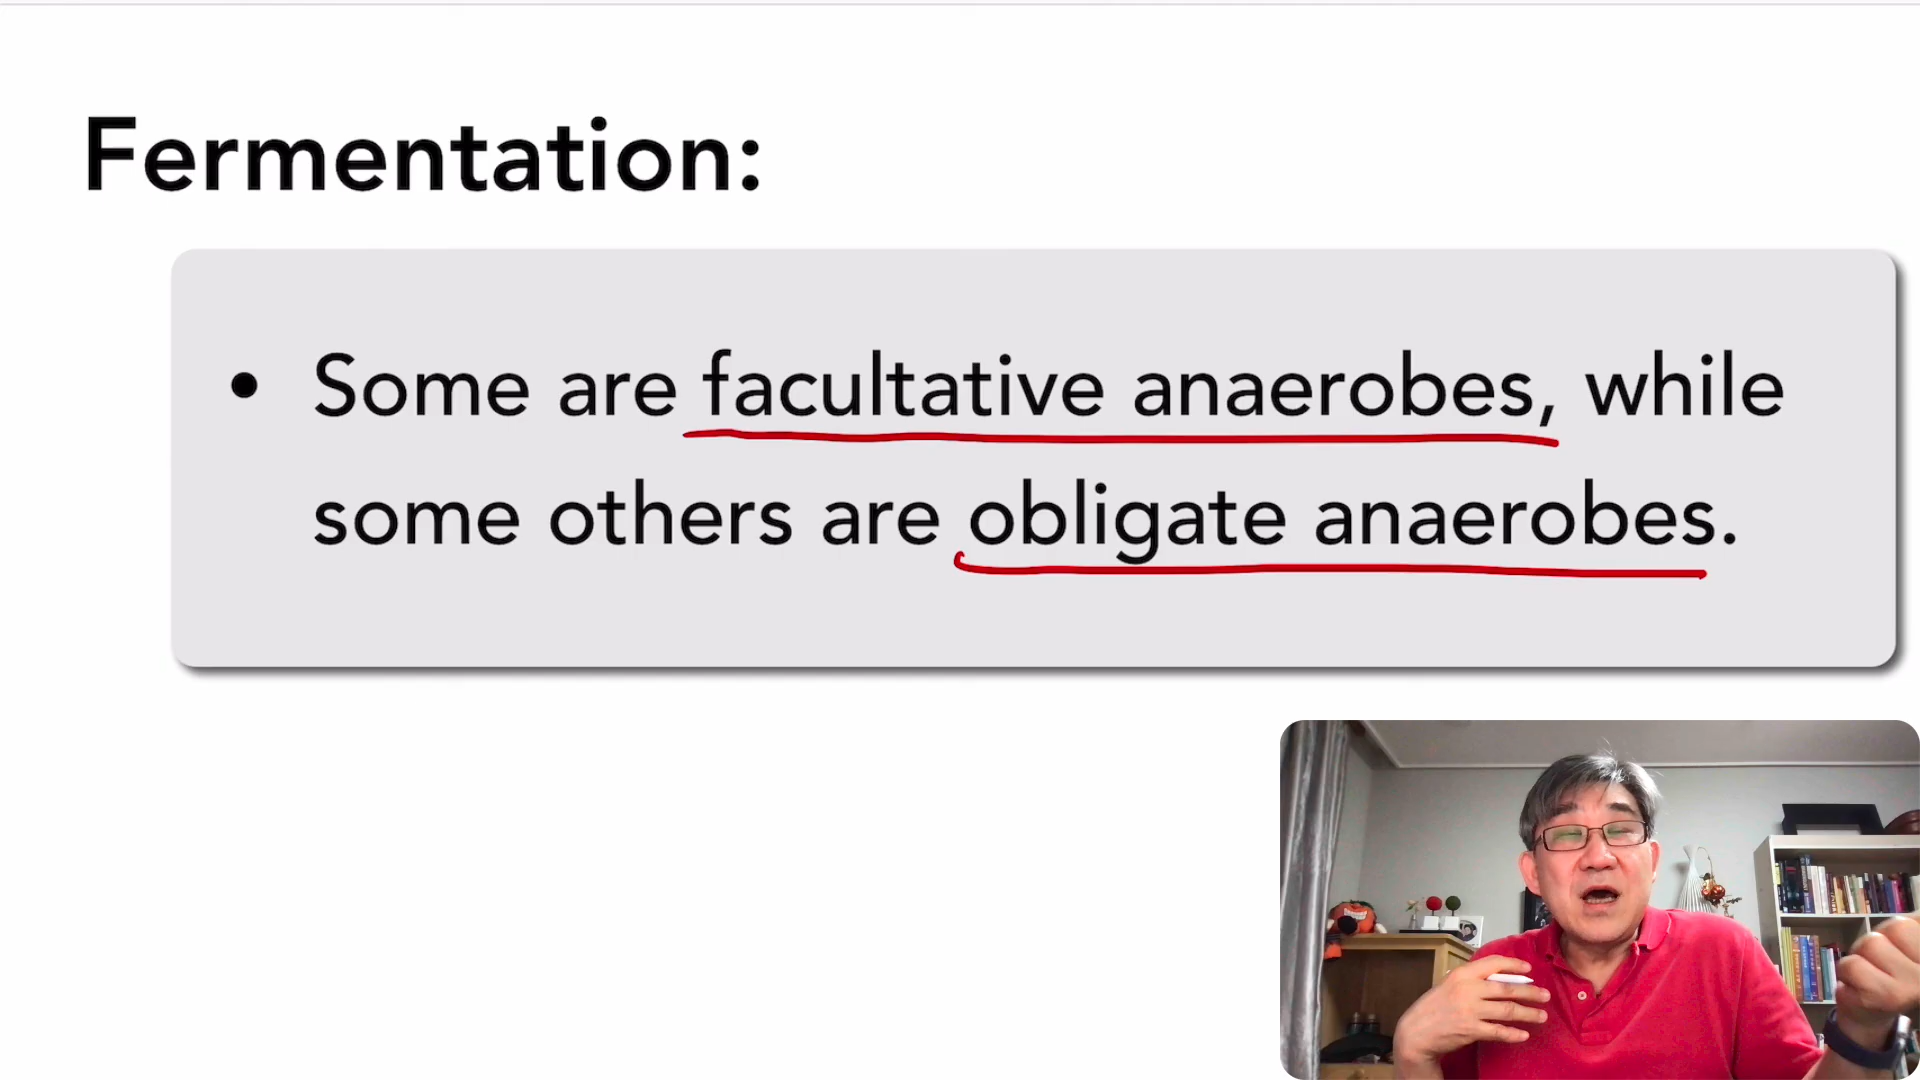 Fermentation:
• Some are facultative anaerobes, while
some others are obligate anaerobes.